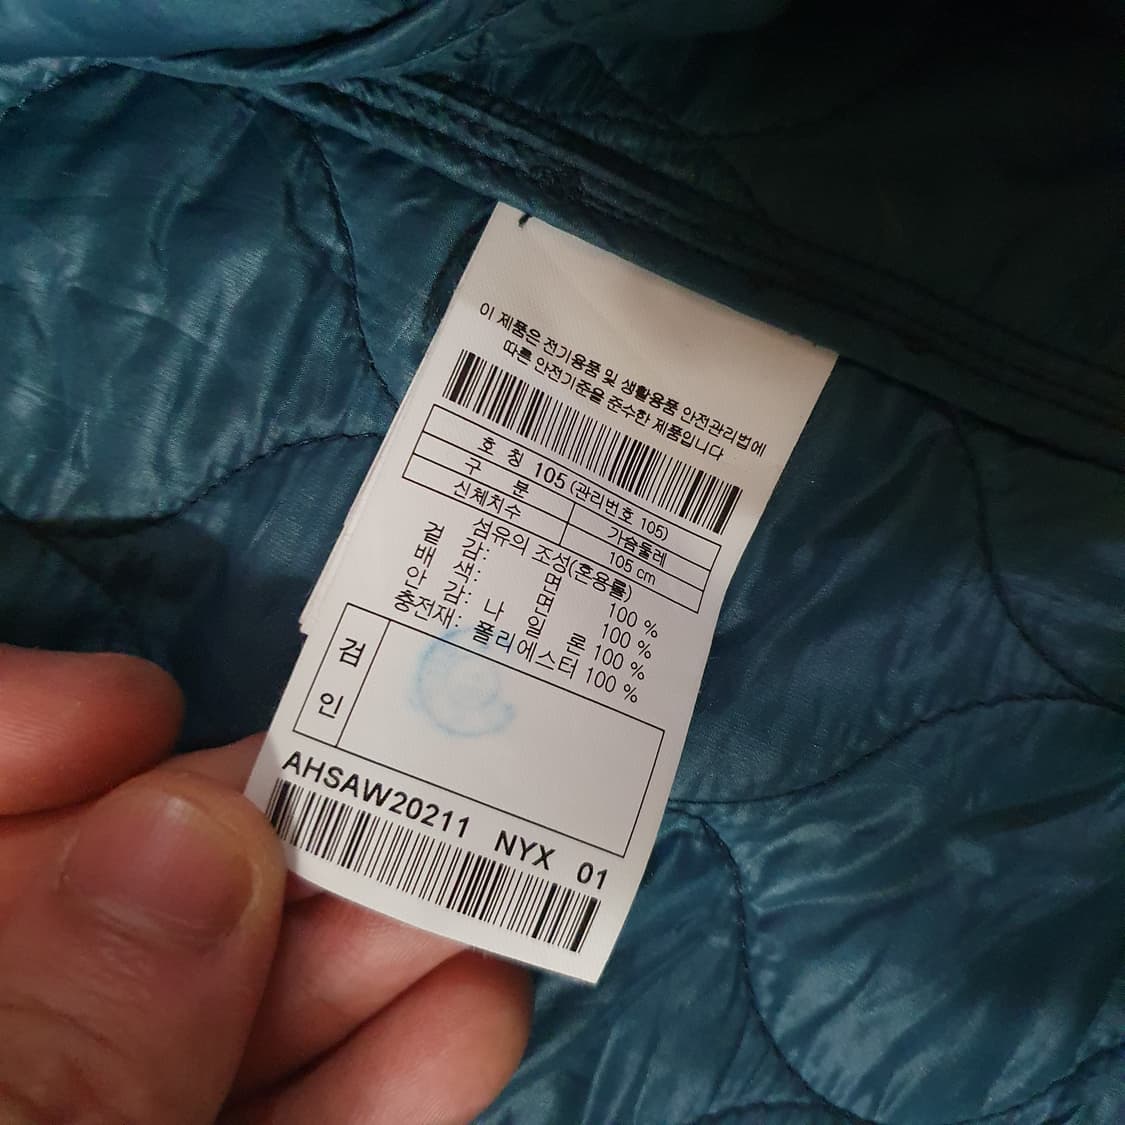 이 제품은 전기용품 및 생활용품 안전관리법에
따른 안전기준을 준수한 제품입니다
호 칭 105 (관리번호 105)
구 분 가슴둘레
신체치수 105 cm
섬유의 조성(혼용률)
겉 감: 면 100 %
배 색: 면 100 %
안 감: 나 일 론 100 %
충전재: 폴리에스터 100 %
검
인
AHSAW20211 NYX 01